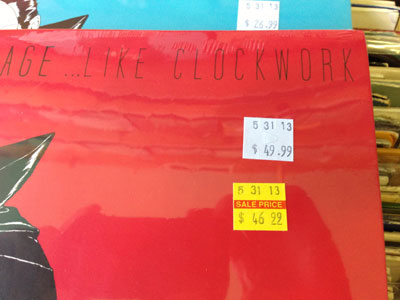 5 31 13
$ 26.99
AGE ...LIKE CLOCKWORK
5 31 13
$ 49.99
5 31 13
SALE PRICE
$ 46 22